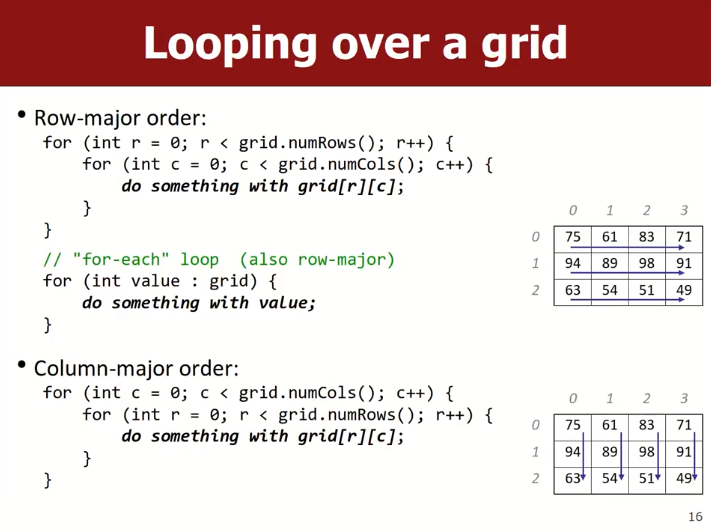 Looping over a grid
• Row-major order:
for (int r = 0; r < grid.numRows(); r++) {
    for (int c = 0; c < grid.numCols(); c++) {
        do something with grid[r][c];
    }
}
// "for-each" loop  (also row-major)
for (int value : grid) {
    do something with value;
}
0 1 2 3
0 75 61 83 71
1 94 89 98 91
2 63 54 51 49
• Column-major order:
for (int c = 0; c < grid.numCols(); c++) {
    for (int r = 0; r < grid.numRows(); r++) {
        do something with grid[r][c];
    }
}
0 1 2 3
0 75 61 83 71
1 94 89 98 91
2 63 54 51 49
16